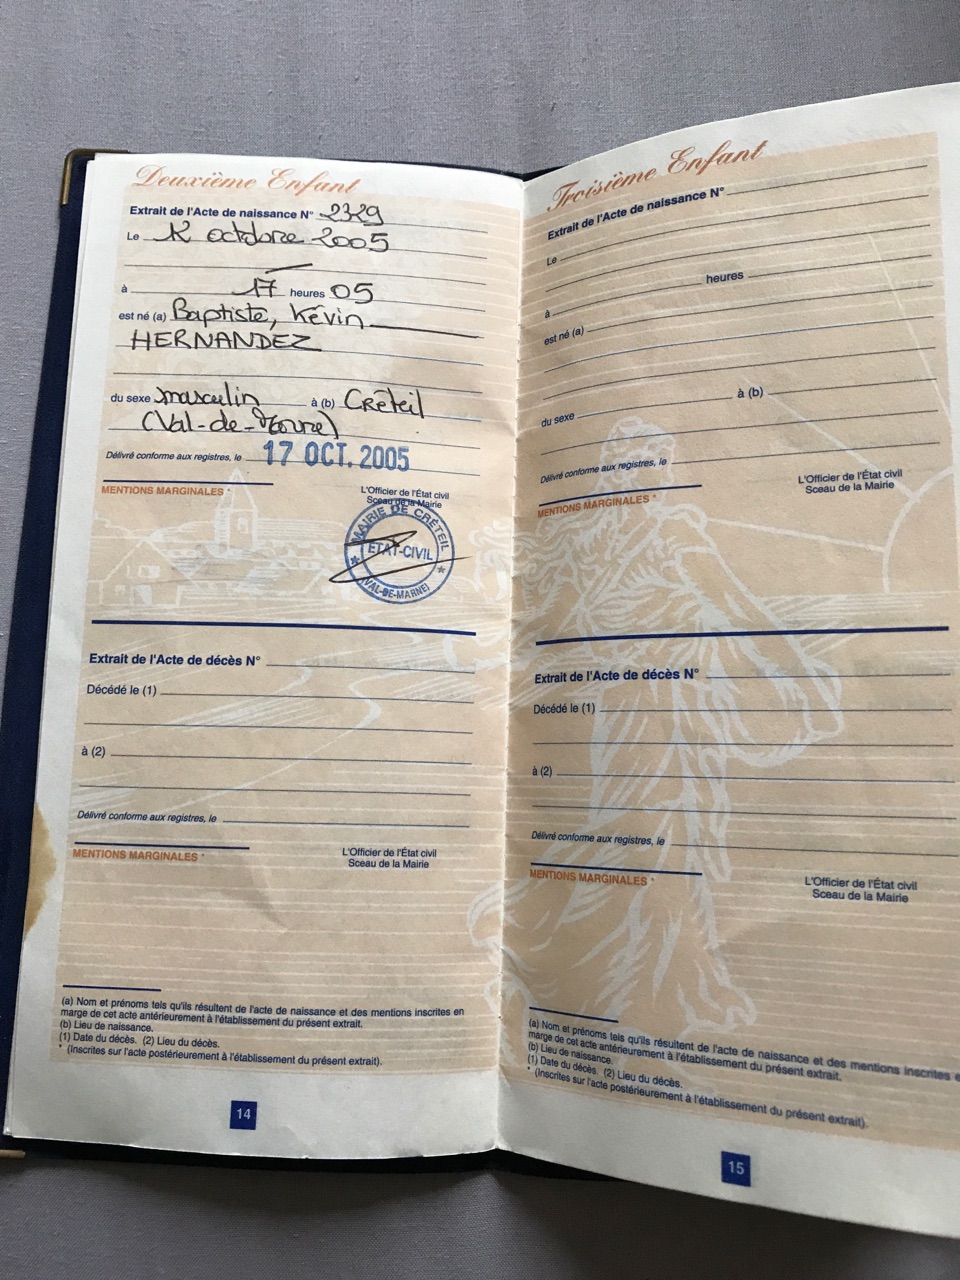 Deuxième Enfant
Extrait de l'Acte de naissance N° 2329
Le octobre 2005
à 17 heures 05
est né (a) Baptiste, Kévin
HERNANDEZ
du sexe masculin à (b) Créteil
(Val-de-Marne)
Délivré conforme aux registres, le 17 OCT. 2005
MENTIONS MARGINALES *
L'Officier de l'État civil
Sceau de la Mairie
MAIRIE DE CRÉTEIL
ÉTAT-CIVIL
(VAL-DE-MARNE)
Extrait de l'Acte de décès N°
Décédé le (1)
à (2)
Délivré conforme aux registres, le
MENTIONS MARGINALES *
L'Officier de l'État civil
Sceau de la Mairie
(a) Nom et prénoms tels qu'ils résultent de l'acte de naissance et des mentions inscrites en
marge de cet acte antérieurement à l'établissement du présent extrait.
(b) Lieu de naissance.
(1) Date du décès. (2) Lieu du décès.
* (Inscrites sur l'acte postérieurement à l'établissement du présent extrait).
14
Troisième Enfant
Extrait de l'Acte de naissance N°
Le
à heures
est né (a)
du sexe à (b)
Délivré conforme aux registres, le
MENTIONS MARGINALES *
L'Officier de l'État civil
Sceau de la Mairie
Extrait de l'Acte de décès N°
Décédé le (1)
à (2)
Délivré conforme aux registres, le
MENTIONS MARGINALES *
L'Officier de l'État civil
Sceau de la Mairie
(a) Nom et prénoms tels qu'ils résultent de l'acte de naissance et des mentions inscrites e
marge de cet acte antérieurement à l'établissement du présent extrait.
(b) Lieu de naissance.
(1) Date du décès. (2) Lieu du décès.
* (Inscrites sur l'acte postérieurement à l'établissement du présent extrait).
15